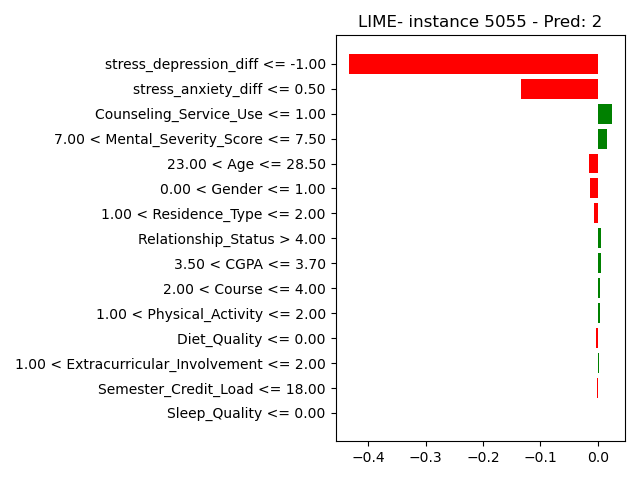 LIME- instance 5055 - Pred: 2
stress_depression_diff <= -1.00
stress_anxiety_diff <= 0.50
Counseling_Service_Use <= 1.00
7.00 < Mental_Severity_Score <= 7.50
23.00 < Age <= 28.50
0.00 < Gender <= 1.00
1.00 < Residence_Type <= 2.00
Relationship_Status > 4.00
3.50 < CGPA <= 3.70
2.00 < Course <= 4.00
1.00 < Physical_Activity <= 2.00
Diet_Quality <= 0.00
1.00 < Extracurricular_Involvement <= 2.00
Semester_Credit_Load <= 18.00
Sleep_Quality <= 0.00
−0.4 −0.3 −0.2 −0.1 0.0